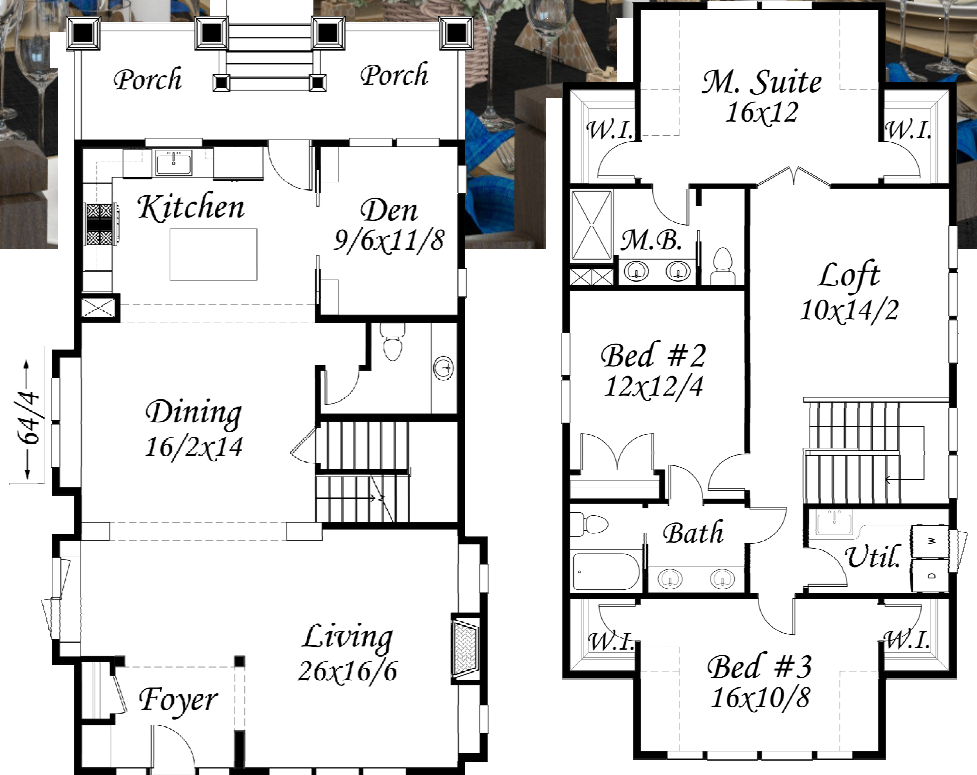 Porch
Porch
Kitchen
Den
9/6x11/8
64/4
Dining
16/2x14
Living
26x16/6
Foyer
M. Suite
16x12
W.I.
W.I.
M.B.
Loft
10x14/2
Bed #2
12x12/4
Bath
Util.
W
D
W.I.
W.I.
Bed #3
16x10/8